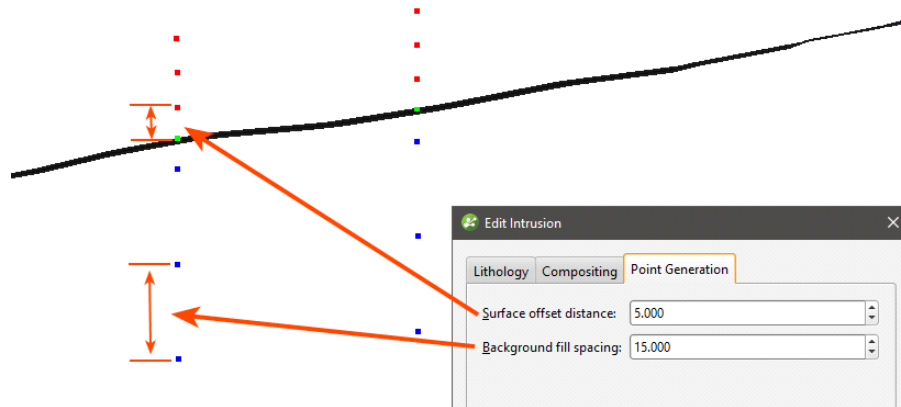 Edit Intrusion
Lithology Compositing Point Generation
Surface offset distance: 5.000
Background fill spacing: 15.000